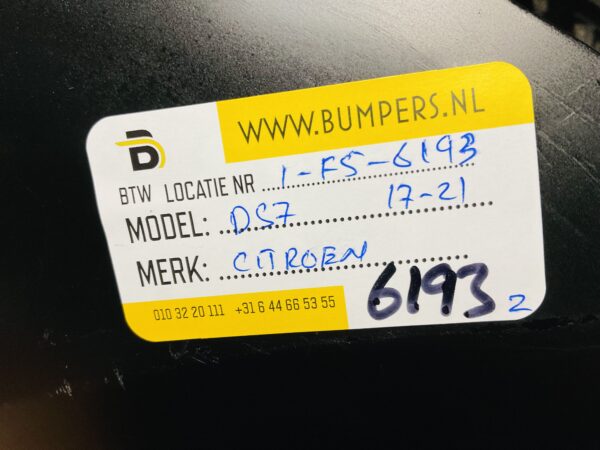 WWW.BUMPERS.NL
B
BTW LOCATIE NR 1-F5-6193
MODEL: DS7 17-21
MERK: CITROEN
010 32 20 111 +31 6 44 66 53 55 6193 2